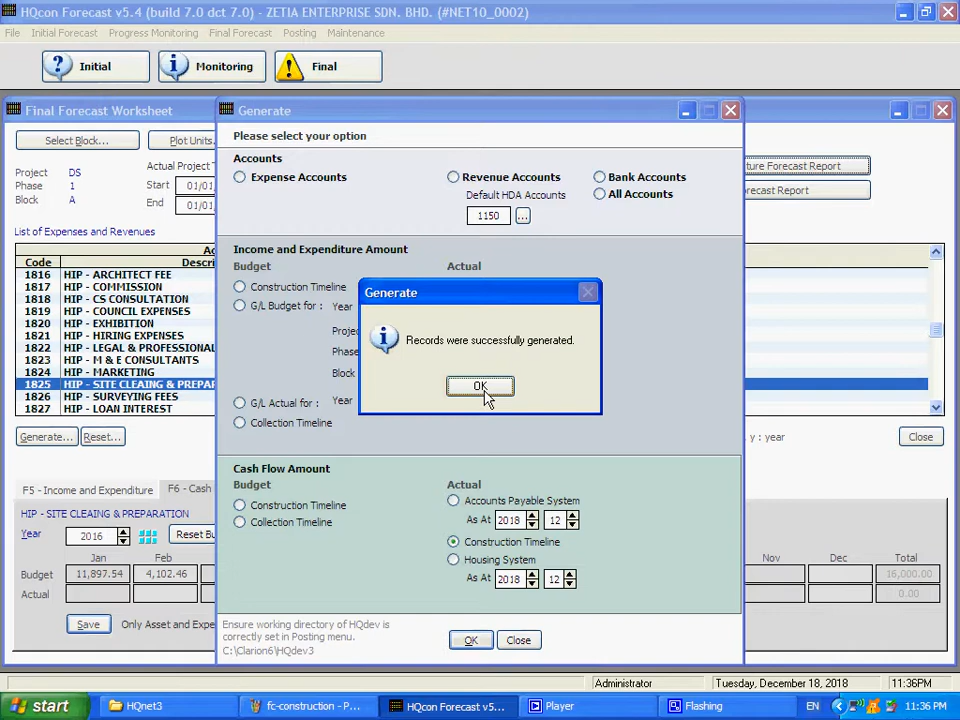 HQcon Forecast v5.4 (build 7.0 dct 7.0) - ZETIA ENTERPRISE SDN. BHD. (#NET10_0002)
File Initial Forecast Progress Monitoring Final Forecast Posting Maintenance
Initial Monitoring Final
Final Forecast Worksheet
Select Block... Plot Units.
Project DS
Phase 1
Block A
Actual Project T
Start 01/01
End 01/01
List of Expenses and Revenues
Code Descri
1816 HIP - ARCHITECT FEE
1817 HIP - COMMISSION
1818 HIP - CS CONSULTATION
1819 HIP - COUNCIL EXPENSES
1820 HIP - EXHIBITION
1821 HIP - HIRING EXPENSES
1822 HIP - LEGAL & PROFESSIONAL
1823 HIP - M & E CONSULTANTS
1824 HIP - MARKETING
1825 HIP - SITE CLEAING & PREPAR
1826 HIP - SURVEYING FEES
1827 HIP - LOAN INTEREST
Generate... Reset...
F5 - Income and Expenditure F6 - Cash
HIP - SITE CLEAING & PREPARATION
Year 2016 Reset Bu
Jan Feb
Budget 11,897.54 4,102.46
Actual
Save Only Asset and Expe
Generate
Please select your option
Accounts
Expense Accounts Revenue Accounts Bank Accounts
Default HDA Accounts All Accounts
1150 ...
Income and Expenditure Amount
Budget Actual
Construction Timeline
G/L Budget for : Year
Proje
Phase
Block
G/L Actual for : Year
Collection Timeline
Cash Flow Amount
Budget Actual
Construction Timeline
Collection Timeline
Accounts Payable System
As At 2018 12
Construction Timeline
Housing System
As At 2018 12
Ensure working directory of HQdev is
correctly set in Posting menu.
C:\Clarion6\HQdev3
OK Close
Generate
Records were successfully generated.
OK
ture Forecast Report
recast Report
y : year
Close
Nov Dec Total
16,000.00
0.00
Administrator Tuesday, December 18, 2018 11:36PM
start HQnet3 fc-construction - P... HQcon Forecast v5... Player Flashing EN 11:36 PM